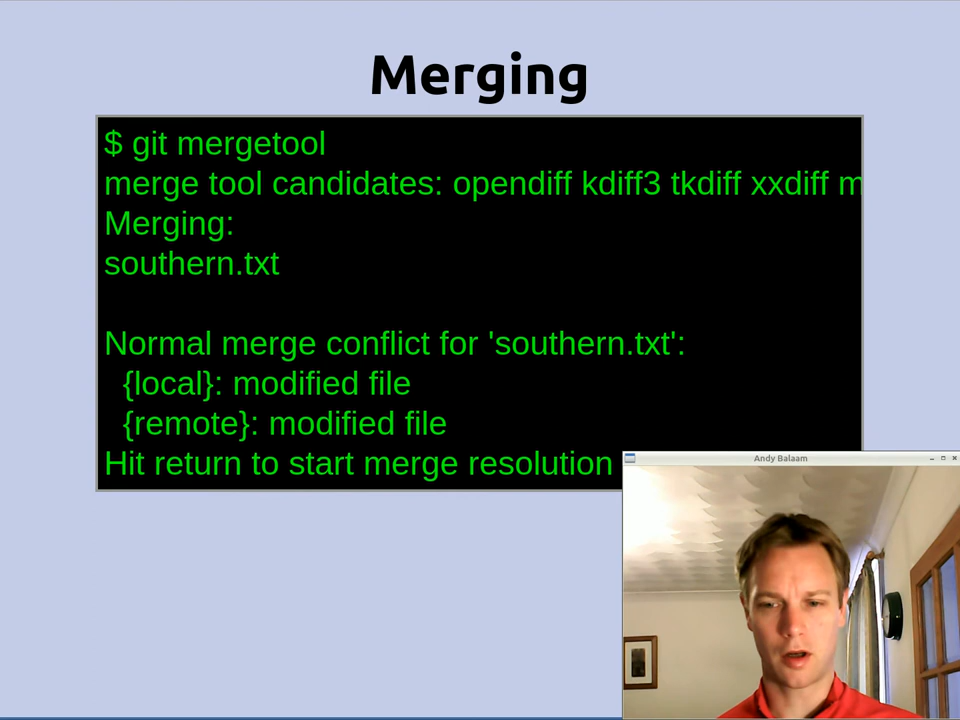 Merging
$ git mergetool
merge tool candidates: opendiff kdiff3 tkdiff xxdiff m
Merging:
southern.txt
Normal merge conflict for 'southern.txt':
{local}: modified file
{remote}: modified file
Hit return to start merge resolution
Andy Balaam